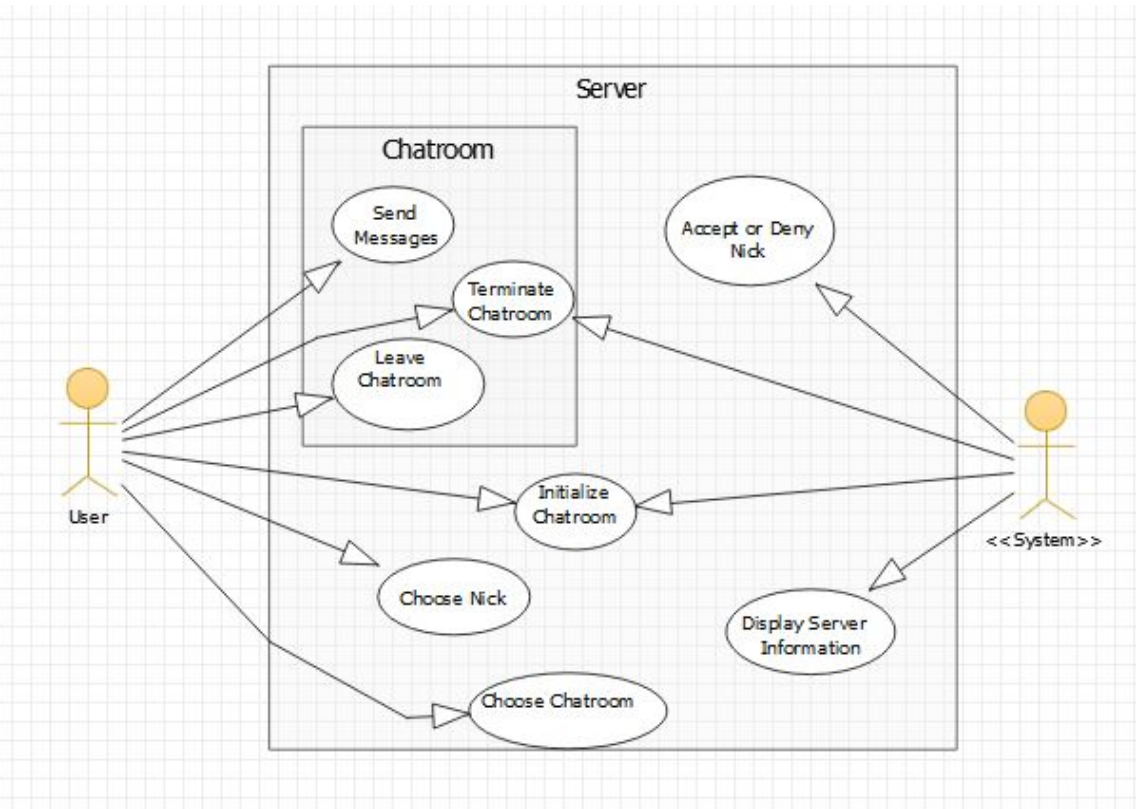 Server
Chatroom
Send
Messages
Accept or Deny
Nick
Terminate
Chatroom
Leave
Chatroom
User
Initialize
Chatroom
<<System>>
Choose Nick
Display Server
Information
Choose Chatroom